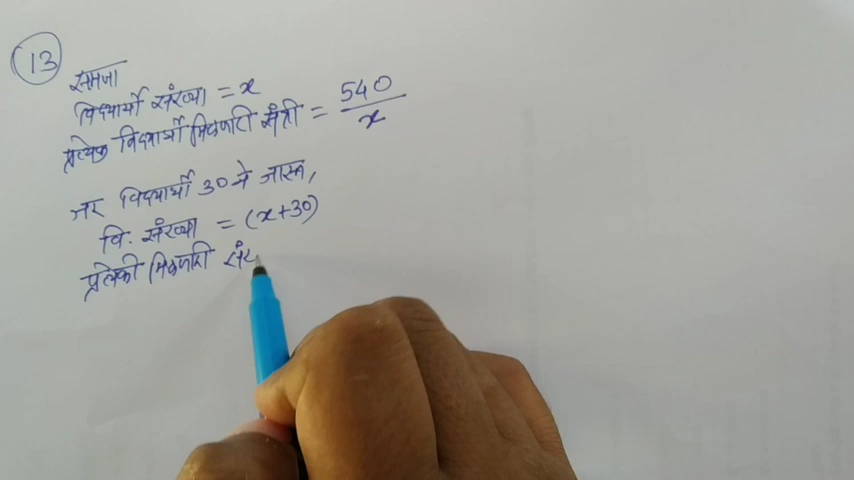 13
समजा
विद्यार्थी संख्या = x
प्रत्येक विद्यार्थी मिळणारी संत्री = 540/x
जर विद्यार्थी 30 ने जास्त,
वि. संख्या = (x+30)
प्रत्येकी मिळणारी संत्र